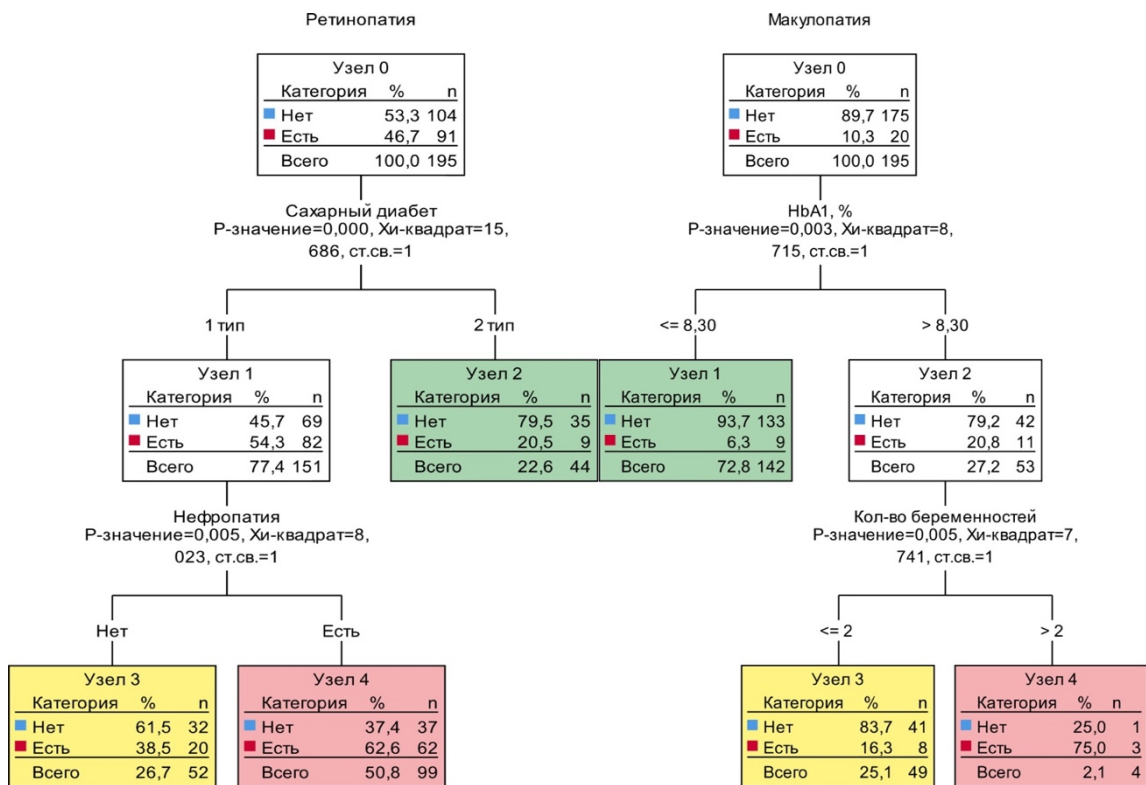 Ретинопатия
Узел 0
Категория % n
Нет 53,3 104
Есть 46,7 91
Всего 100,0 195
Сахарный диабет
P-значение=0,000, Хи-квадрат=15,
686, ст.св.=1
1 тип
2 тип
Узел 1
Категория % n
Нет 45,7 69
Есть 54,3 82
Всего 77,4 151
Узел 2
Категория % n
Нет 79,5 35
Есть 20,5 9
Всего 22,6 44
Нефропатия
P-значение=0,005, Хи-квадрат=8,
023, ст.св.=1
Нет
Есть
Узел 3
Категория % n
Нет 61,5 32
Есть 38,5 20
Всего 26,7 52
Узел 4
Категория % n
Нет 37,4 37
Есть 62,6 62
Всего 50,8 99
Макулопатия
Узел 0
Категория % n
Нет 89,7 175
Есть 10,3 20
Всего 100,0 195
HbA1, %
P-значение=0,003, Хи-квадрат=8,
715, ст.св.=1
<= 8,30
> 8,30
Узел 1
Категория % n
Нет 93,7 133
Есть 6,3 9
Всего 72,8 142
Узел 2
Категория % n
Нет 79,2 42
Есть 20,8 11
Всего 27,2 53
Кол-во беременностей
P-значение=0,005, Хи-квадрат=7,
741, ст.св.=1
<= 2
> 2
Узел 3
Категория % n
Нет 83,7 41
Есть 16,3 8
Всего 25,1 49
Узел 4
Категория % n
Нет 25,0 1
Есть 75,0 3
Всего 2,1 4